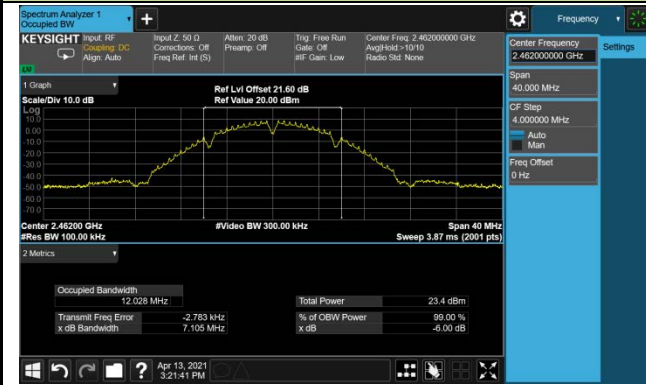 Spectrum Analyzer 1
Occupied BW
+
Frequency
KEYSIGHT
Input: RF
Coupling: DC
Align: Auto
Input Z: 50 Ω
Corrections: Off
Freq Ref: Int (S)
Atten: 20 dB
Preamp: Off
Trig: Free Run
Gate: Off
#IF Gain: Low
Center Freq: 2.462000000 GHz
Avg|Hold:>10/10
Radio Std: None
Center Frequency
2.462000000 GHz
Settings
Span
40.000 MHz
CF Step
4.000000 MHz
Auto
Man
Freq Offset
0 Hz
1 Graph
Scale/Div 10.0 dB
Ref Lvl Offset 21.60 dB
Ref Value 20.00 dBm
Log
10.0
0.00
-10.0
-20.0
-30.0
-40.0
-50.0
-60.0
-70.0
Center 2.46200 GHz
#Res BW 100.00 kHz
#Video BW 300.00 kHz
Span 40 MHz
Sweep 3.87 ms (2001 pts)
2 Metrics
Occupied Bandwidth
12.028 MHz
Total Power 23.4 dBm
Transmit Freq Error -2.783 kHz
% of OBW Power 99.00 %
x dB Bandwidth 7.105 MHz
x dB -6.00 dB
?
Apr 13, 2021
3:21:41 PM